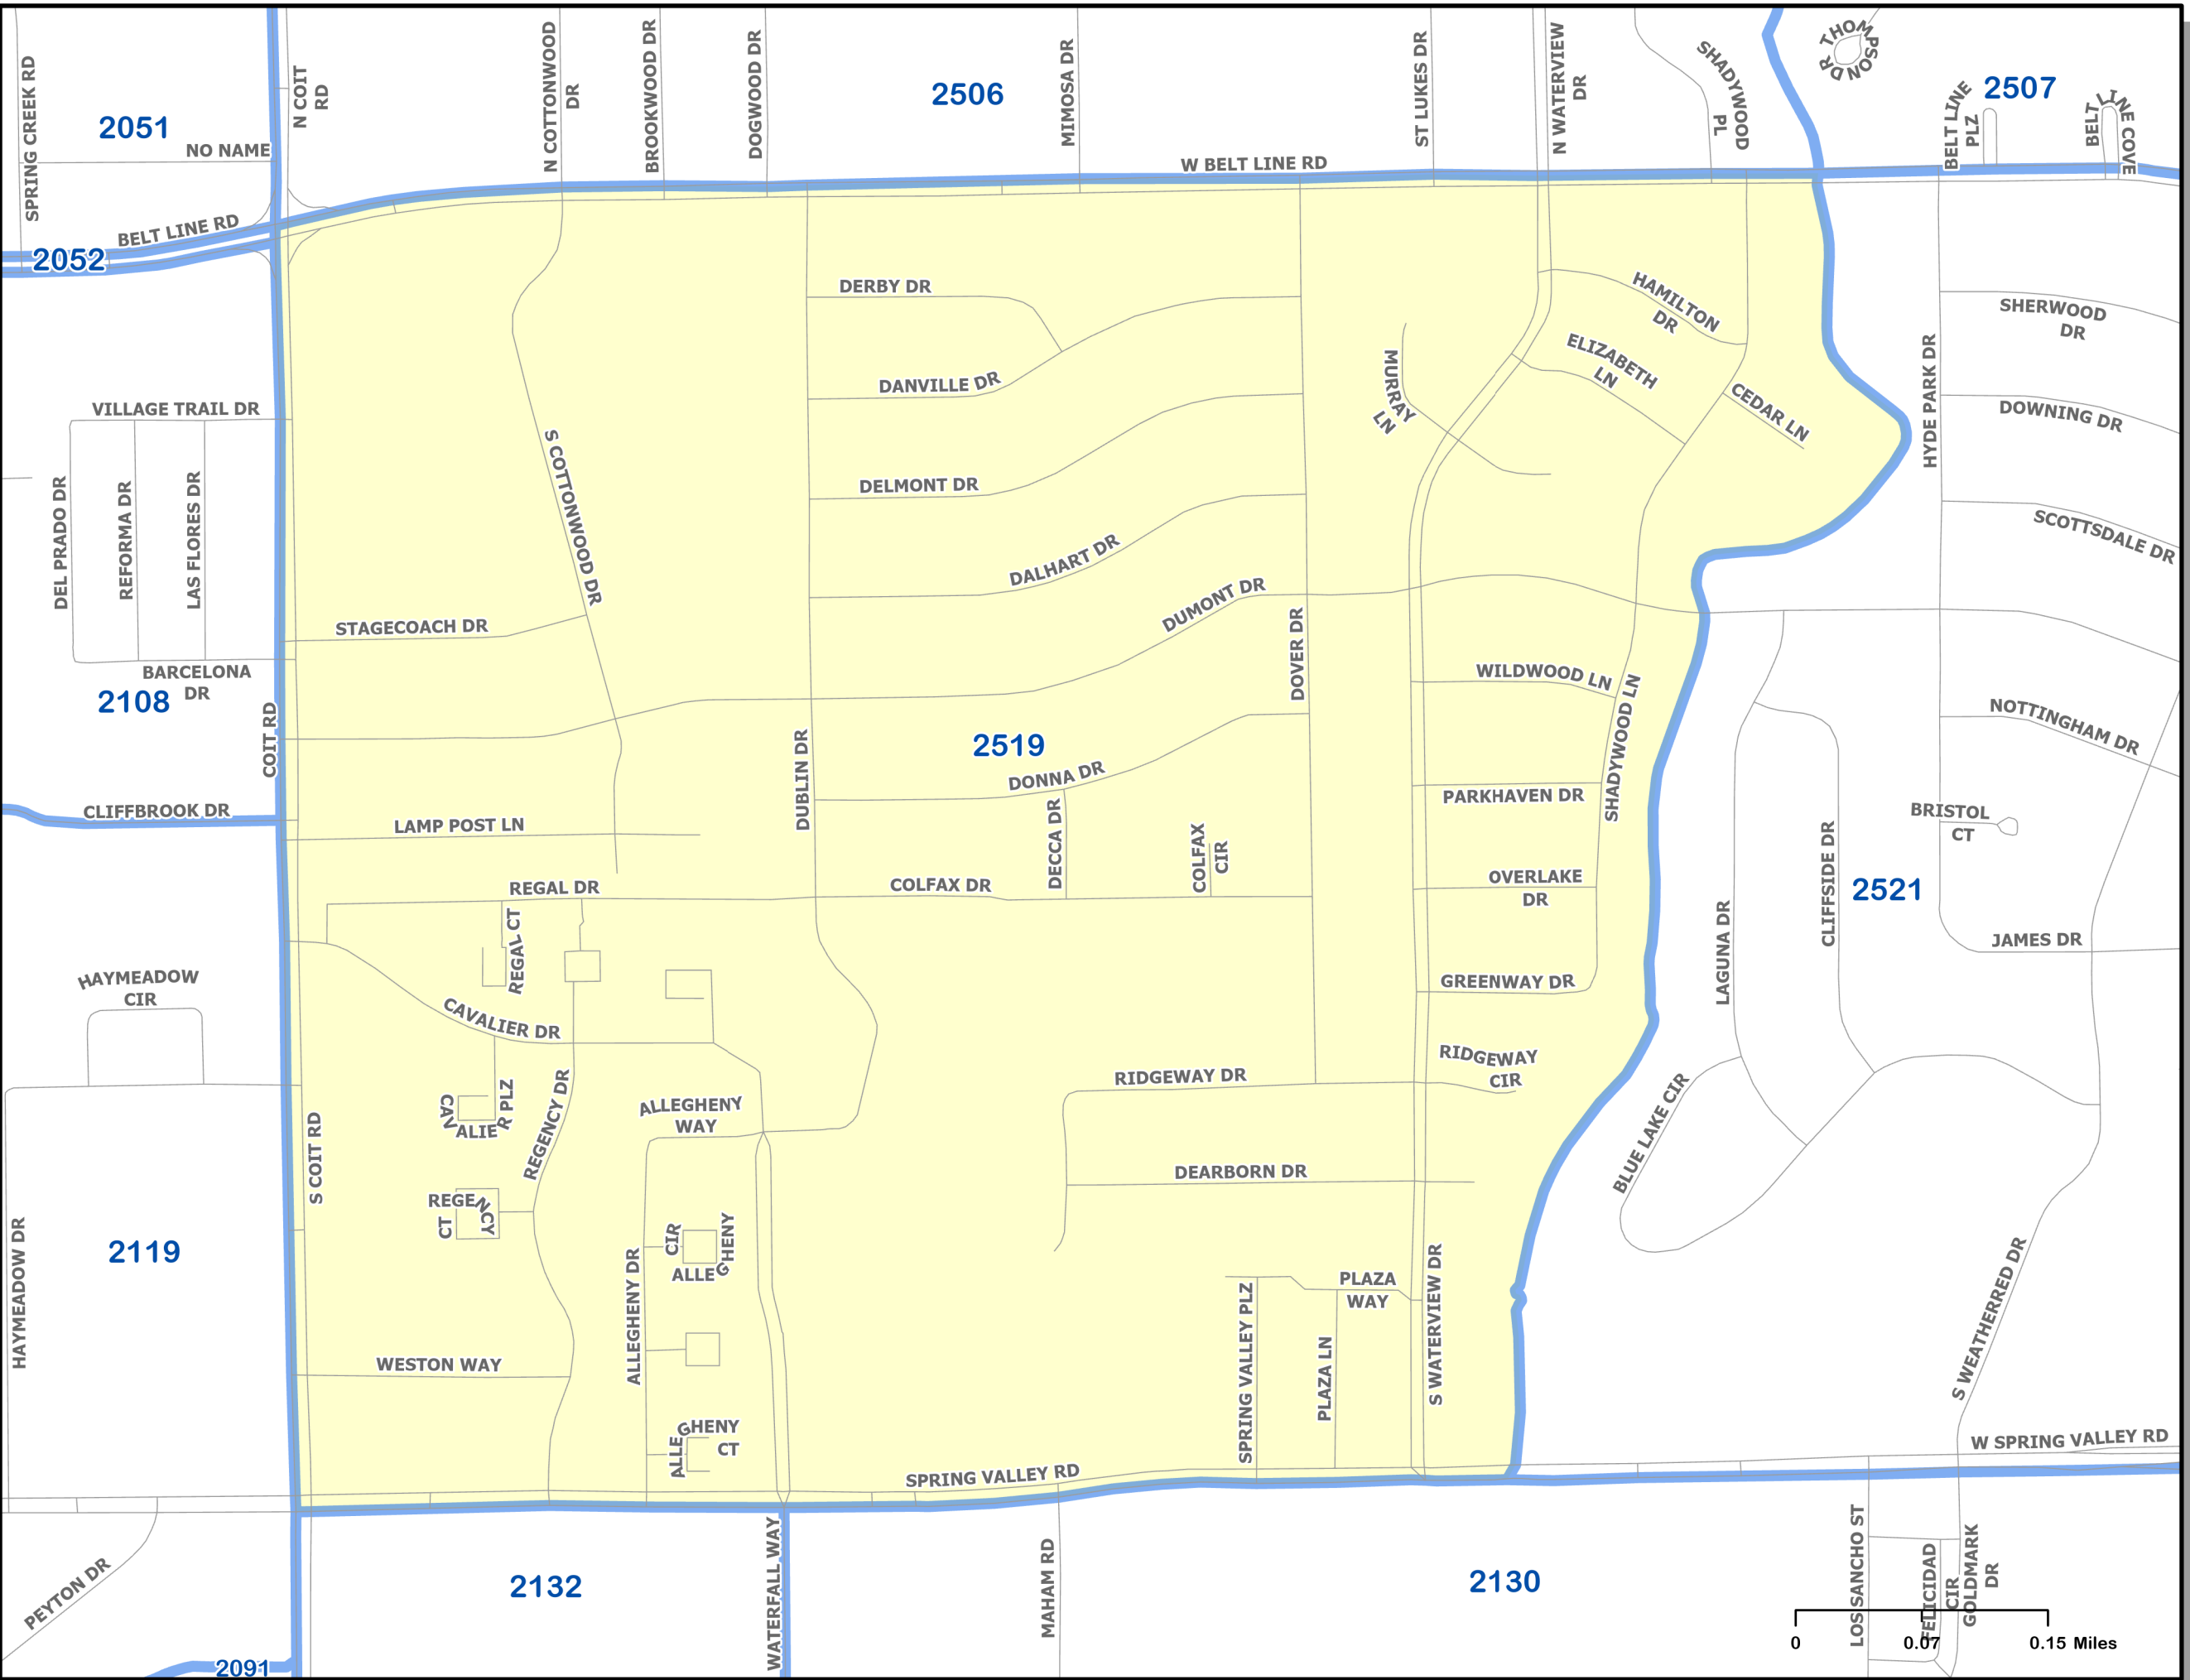 SPRING CREEK RD
2051
NO NAME
N COIT
RD
N COTTONWOOD
DR
BROOKWOOD DR
DOGWOOD DR
2506
MIMOSA DR
ST LUKES DR
N WATERVIEW
DR
SHADYWOOD
PL
THOMPSON DR
2507
BELT LINE
PLZ
BELT LINE COVE
W BELT LINE RD
BELT LINE RD
2052
DERBY DR
HAMILTON
DR
SHERWOOD
DR
ELIZABETH
LN
MURRAY
LN
DANVILLE DR
CEDAR LN
HYDE PARK DR
DOWNING DR
VILLAGE TRAIL DR
S COTTONWOOD DR
DEL PRADO DR
REFORMA DR
LAS FLORES DR
DELMONT DR
SCOTTSDALE DR
DALHART DR
DUMONT DR
STAGECOACH DR
DOVER DR
BARCELONA
DR
2108
WILDWOOD LN
SHADYWOOD LN
NOTTINGHAM DR
COIT RD
DUBLIN DR
2519
DONNA DR
PARKHAVEN DR
CLIFFBROOK DR
LAMP POST LN
DECCA DR
COLFAX
CIR
BRISTOL
CT
CLIFFSIDE DR
REGAL DR
COLFAX DR
OVERLAKE
DR
2521
REGAL CT
LAGUNA DR
JAMES DR
HAYMEADOW
CIR
GREENWAY DR
CAVALIER DR
RIDGEWAY
CIR
RIDGEWAY DR
CAVALIER PLZ
REGENCY DR
ALLEGHENY
WAY
BLUE LAKE CIR
S COIT RD
DEARBORN DR
REGENCY
CT
2119
HAYMEADOW DR
ALLEGHENY
CIR
ALLEGHENY DR
SPRING VALLEY PLZ
PLAZA
WAY
PLAZA LN
S WATERVIEW DR
S WEATHERRED DR
WESTON WAY
ALLEGHENY
CT
SPRING VALLEY RD
W SPRING VALLEY RD
PEYTON DR
2132
WATERFALL WAY
MAHAM RD
2130
LOS SANCHO ST
FELICIDAD
CIR
GOLDMARK
DR
2091
0 0.07 0.15 Miles